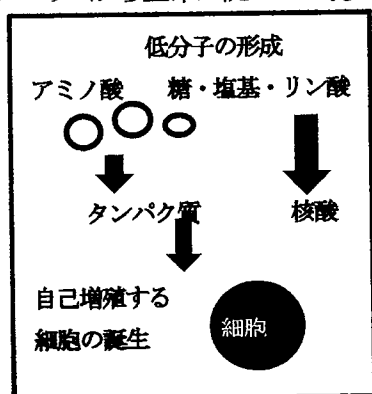 低分子の形成
アミノ酸 糖・塩基・リン酸
タンパク質 核酸
自己増殖する
細胞の誕生
細胞